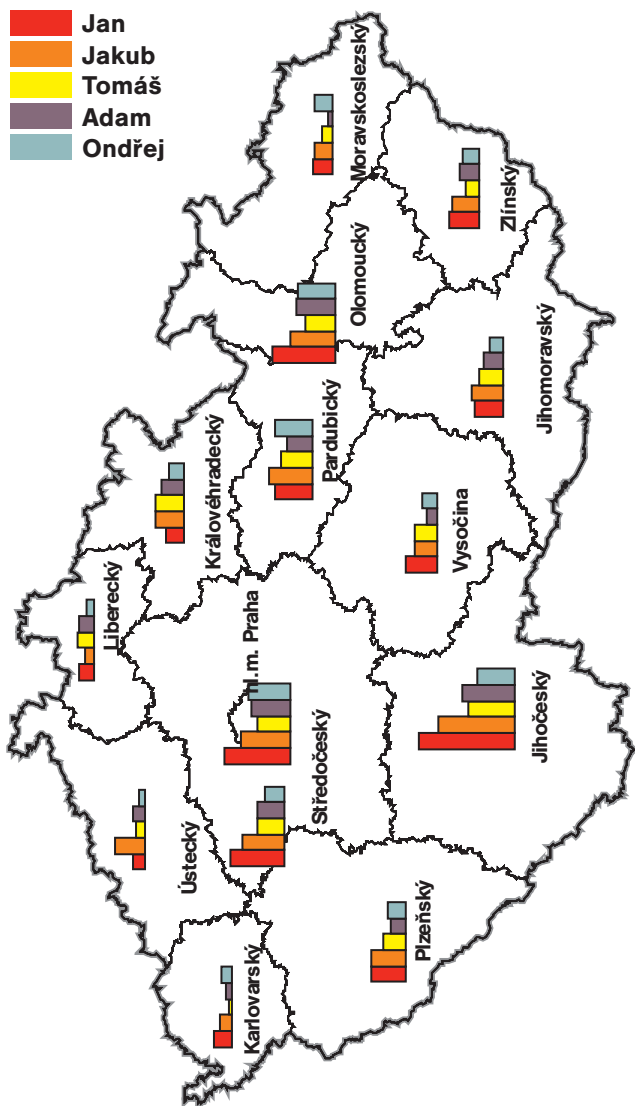 Jan
Jakub
Tomáš
Adam
Ondřej
Moravskoslezský
Zlínský
Olomoucký
Jihomoravský
Pardubický
Královéhradecký
Vysočina
Liberecký
hl.m. Praha
Středočeský
Jihočeský
Ústecký
Plzeňský
Karlovarský